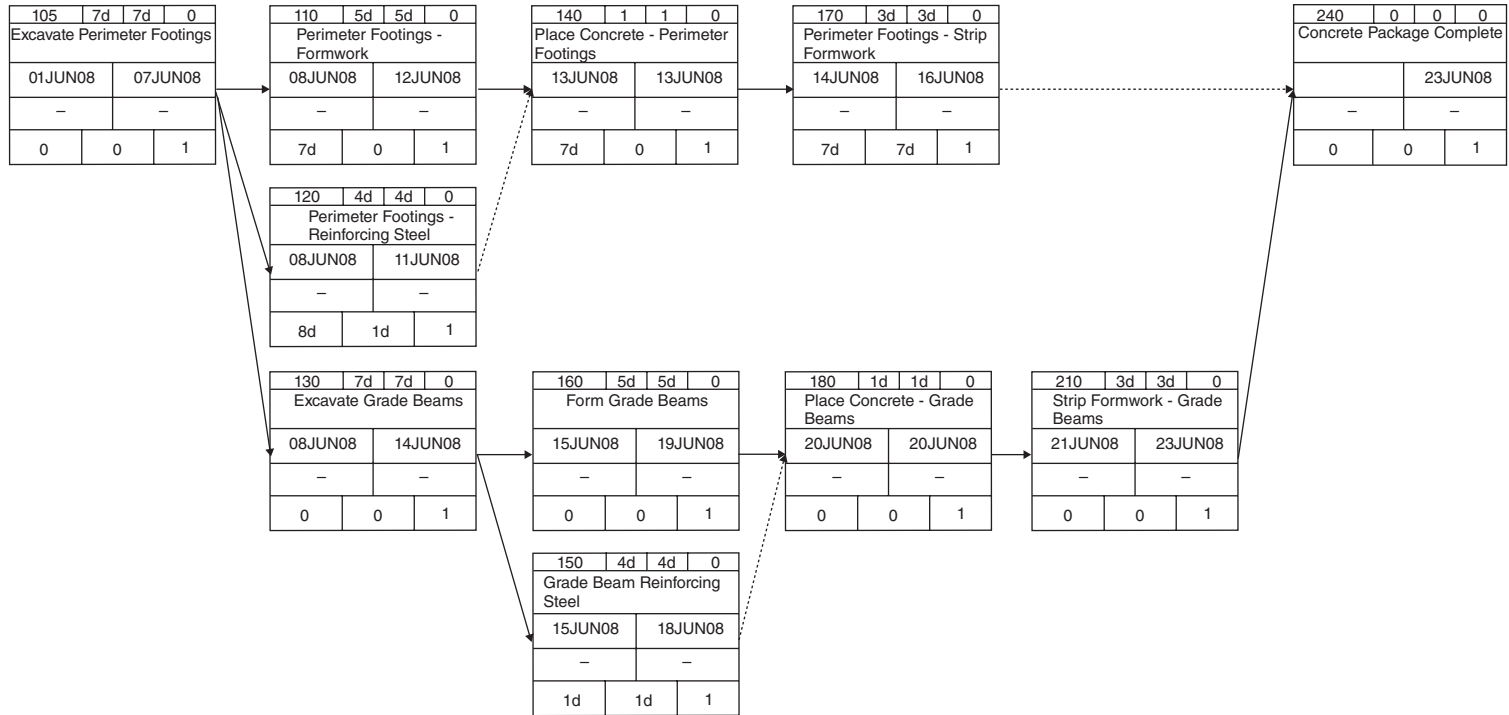 105 7d 7d 0
Excavate Perimeter Footings
01JUN08 07JUN08
– –
0 0 1
110 5d 5d 0
Perimeter Footings -
Formwork
08JUN08 12JUN08
– –
7d 0 1
140 1 1 0
Place Concrete - Perimeter
Footings
13JUN08 13JUN08
– –
7d 0 1
170 3d 3d 0
Perimeter Footings - Strip
Formwork
14JUN08 16JUN08
– –
7d 7d 1
240 0 0 0
Concrete Package Complete
23JUN08
– –
0 0 1
120 4d 4d 0
Perimeter Footings -
Reinforcing Steel
08JUN08 11JUN08
– –
8d 1d 1
130 7d 7d 0
Excavate Grade Beams
08JUN08 14JUN08
– –
0 0 1
160 5d 5d 0
Form Grade Beams
15JUN08 19JUN08
– –
0 0 1
180 1d 1d 0
Place Concrete - Grade
Beams
20JUN08 20JUN08
– –
0 0 1
210 3d 3d 0
Strip Formwork - Grade
Beams
21JUN08 23JUN08
– –
0 0 1
150 4d 4d 0
Grade Beam Reinforcing
Steel
15JUN08 18JUN08
– –
1d 1d 1